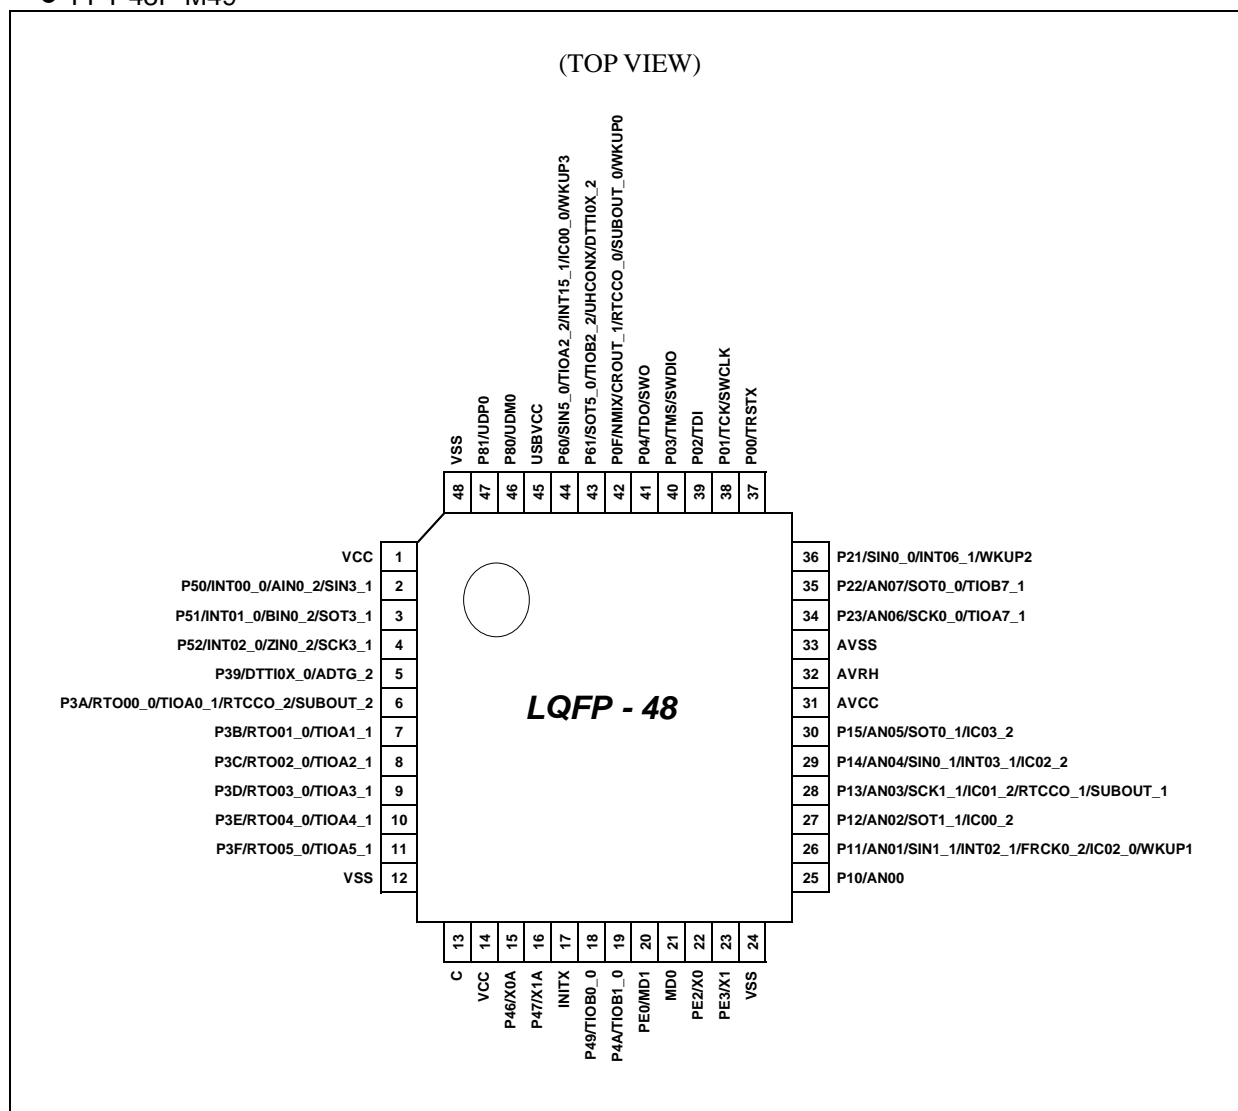 (TOP VIEW)
VSS
P81/UDP0
P80/UDM0
USBVCC
P60/SIN5_0/TIOA2_2/INT15_1/IC00_0/WKUP3
P61/SOT5_0/TIOB2_2/UHCONX/DTTI0X_2
P0F/NMIX/CROUT_1/RTCCO_0/SUBOUT_0/WKUP0
P04/TDO/SWO
P03/TMS/SWDIO
P02/TDI
P01/TCK/SWCLK
P00/TRSTX
48 47 46 45 44 43 42 41 40 39 38 37
VCC 1
P50/INT00_0/AIN0_2/SIN3_1 2
P51/INT01_0/BIN0_2/SOT3_1 3
P52/INT02_0/ZIN0_2/SCK3_1 4
P39/DTTI0X_0/ADTG_2 5
P3A/RTO00_0/TIOA0_1/RTCCO_2/SUBOUT_2 6
P3B/RTO01_0/TIOA1_1 7
P3C/RTO02_0/TIOA2_1 8
P3D/RTO03_0/TIOA3_1 9
P3E/RTO04_0/TIOA4_1 10
P3F/RTO05_0/TIOA5_1 11
VSS 12
LQFP - 48
36 P21/SIN0_0/INT06_1/WKUP2
35 P22/AN07/SOT0_0/TIOB7_1
34 P23/AN06/SCK0_0/TIOA7_1
33 AVSS
32 AVRH
31 AVCC
30 P15/AN05/SOT0_1/IC03_2
29 P14/AN04/SIN0_1/INT03_1/IC02_2
28 P13/AN03/SCK1_1/IC01_2/RTCCO_1/SUBOUT_1
27 P12/AN02/SOT1_1/IC00_2
26 P11/AN01/SIN1_1/INT02_1/FRCK0_2/IC02_0/WKUP1
25 P10/AN00
13 14 15 16 17 18 19 20 21 22 23 24
C
VCC
P46/X0A
P47/X1A
INITX
P49/TIOB0_0
P4A/TIOB1_0
PE0/MD1
MD0
PE2/X0
PE3/X1
VSS